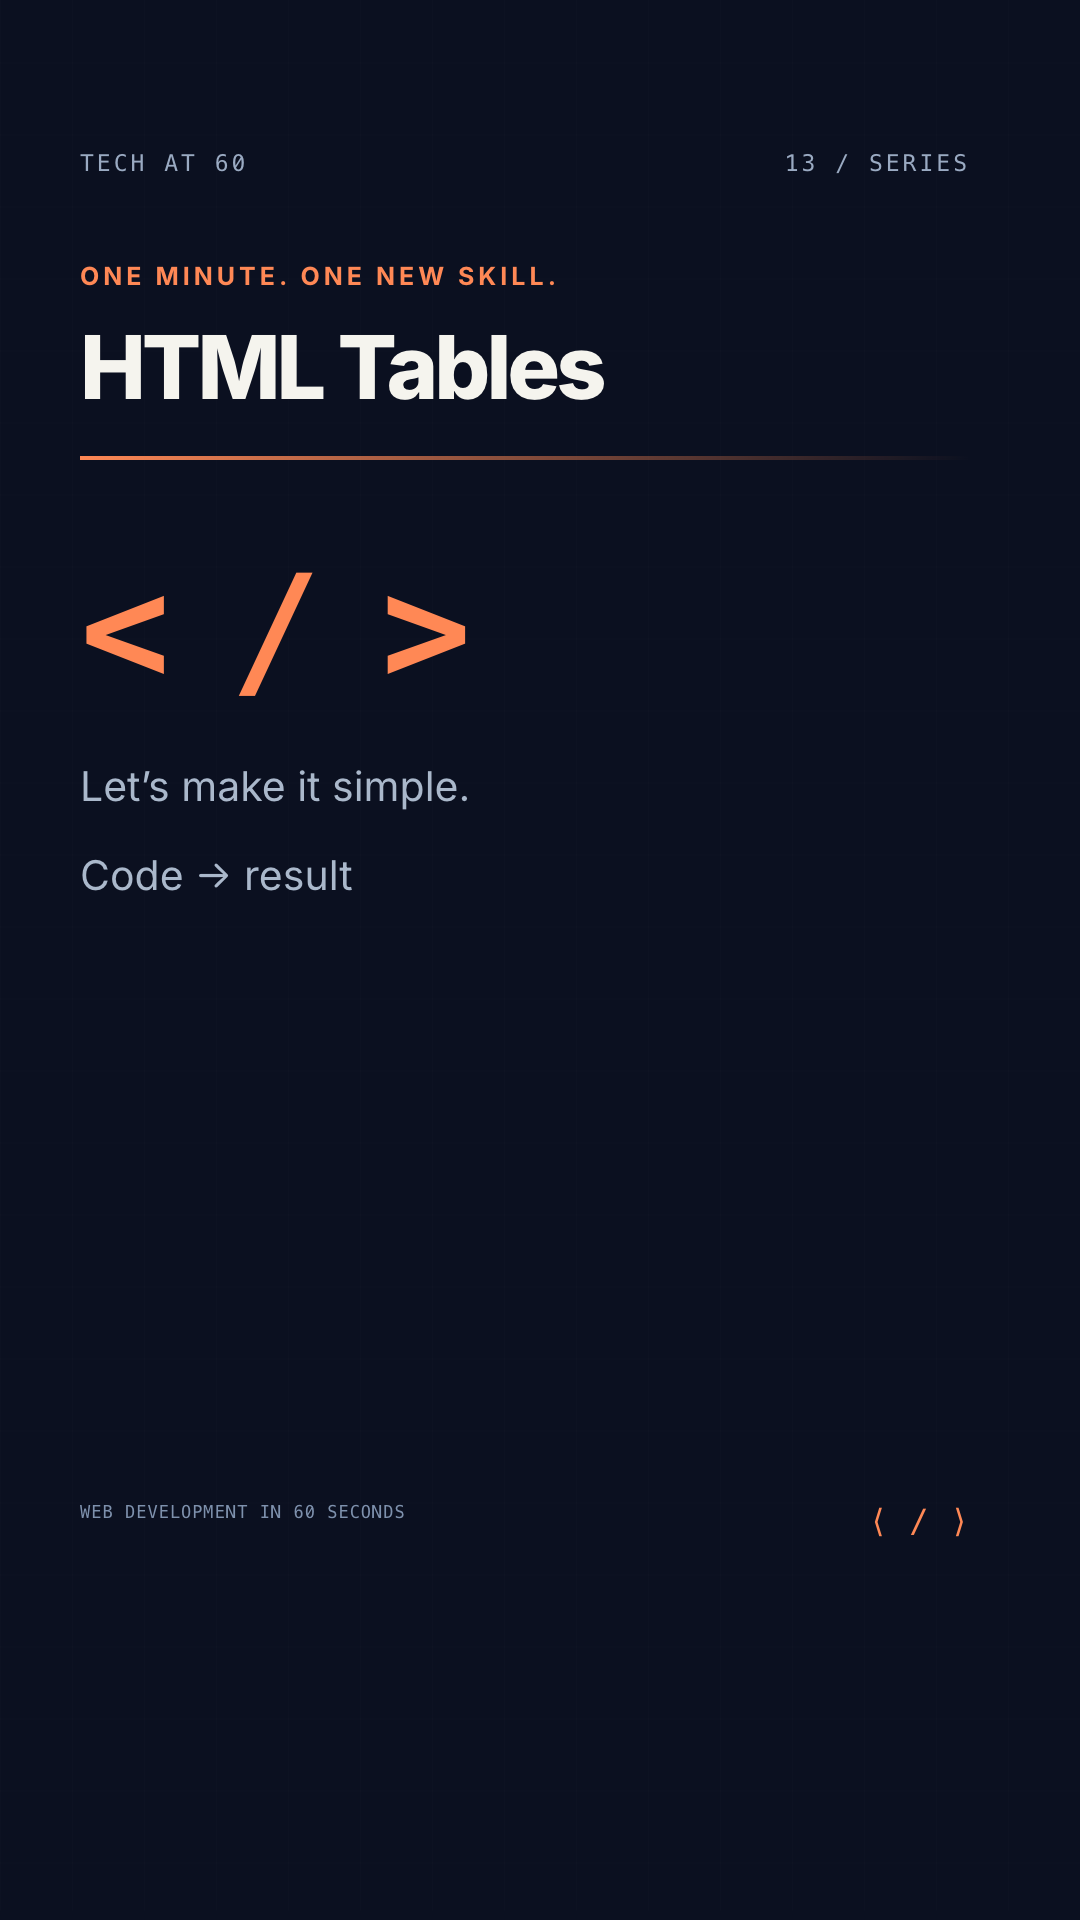 TECH AT 60
13 / SERIES
ONE MINUTE. ONE NEW SKILL.
HTML Tables
< / >
Let’s make it simple.
Code → result
WEB DEVELOPMENT IN 60 SECONDS
⟨ / ⟩